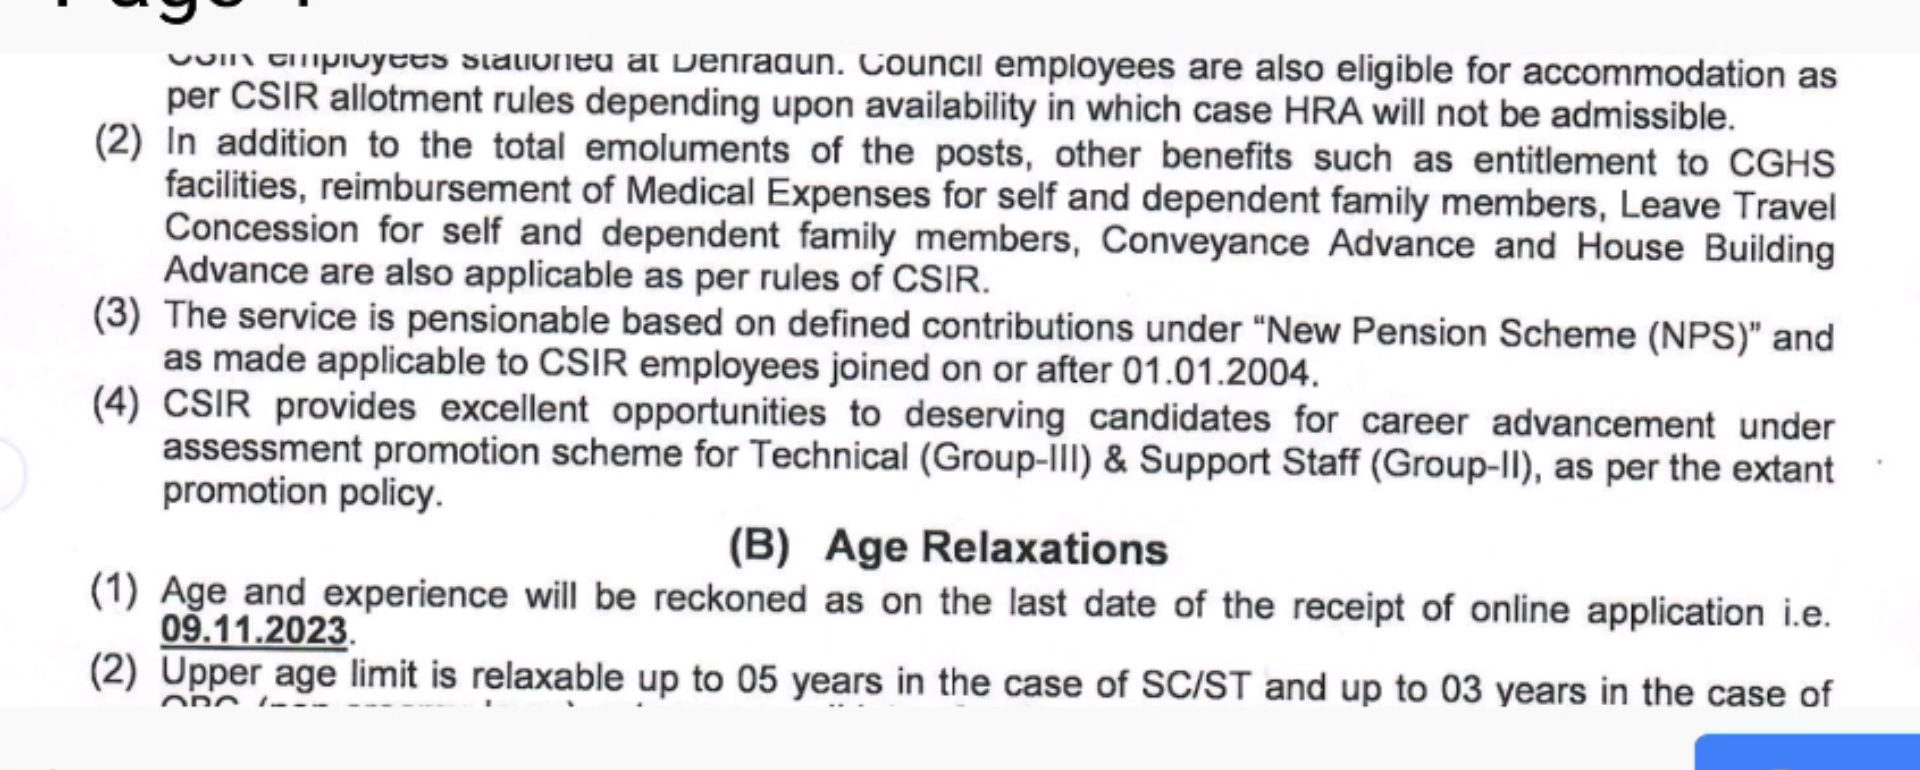 CSIR employees stationed at Dehradun. Council employees are also eligible for accommodation as
per CSIR allotment rules depending upon availability in which case HRA will not be admissible.
(2) In addition to the total emoluments of the posts, other benefits such as entitlement to CGHS
facilities, reimbursement of Medical Expenses for self and dependent family members, Leave Travel
Concession for self and dependent family members, Conveyance Advance and House Building
Advance are also applicable as per rules of CSIR.
(3) The service is pensionable based on defined contributions under “New Pension Scheme (NPS)” and
as made applicable to CSIR employees joined on or after 01.01.2004.
(4) CSIR provides excellent opportunities to deserving candidates for career advancement under
assessment promotion scheme for Technical (Group-III) & Support Staff (Group-II), as per the extant
promotion policy.
(B) Age Relaxations
(1) Age and experience will be reckoned as on the last date of the receipt of online application i.e.
09.11.2023.
(2) Upper age limit is relaxable up to 05 years in the case of SC/ST and up to 03 years in the case of